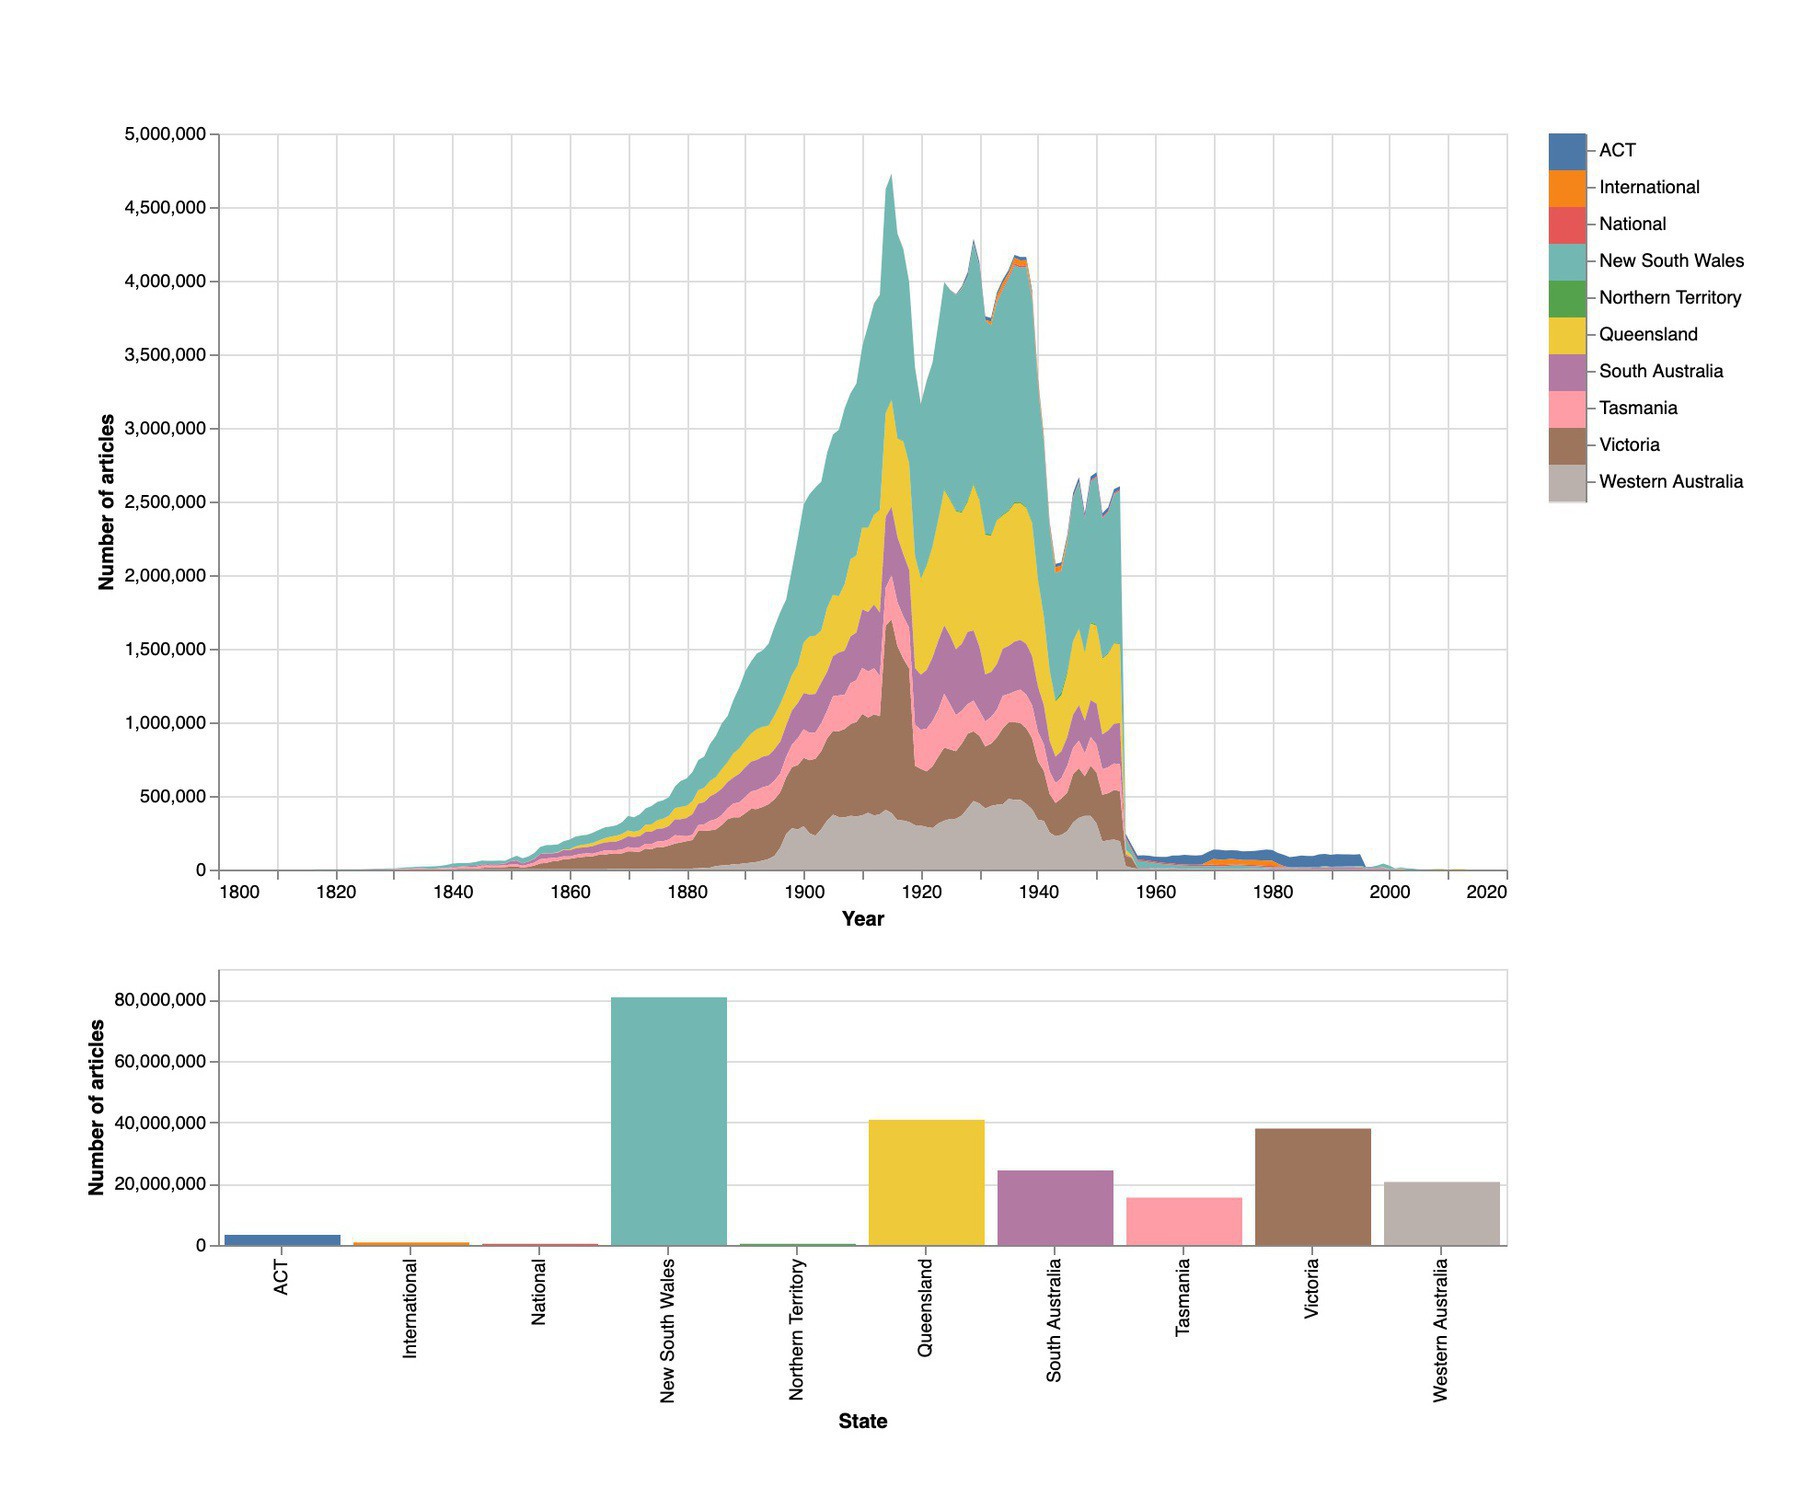 5,000,000
4,500,000
4,000,000
3,500,000
3,000,000
2,500,000
2,000,000
1,500,000
1,000,000
500,000
0
Number of articles
1800 1820 1840 1860 1880 1900 1920 1940 1960 1980 2000 2020
Year
ACT
International
National
New South Wales
Northern Territory
Queensland
South Australia
Tasmania
Victoria
Western Australia
80,000,000
60,000,000
40,000,000
20,000,000
0
Number of articles
ACT
International
National
New South Wales
Northern Territory
Queensland
South Australia
Tasmania
Victoria
Western Australia
State